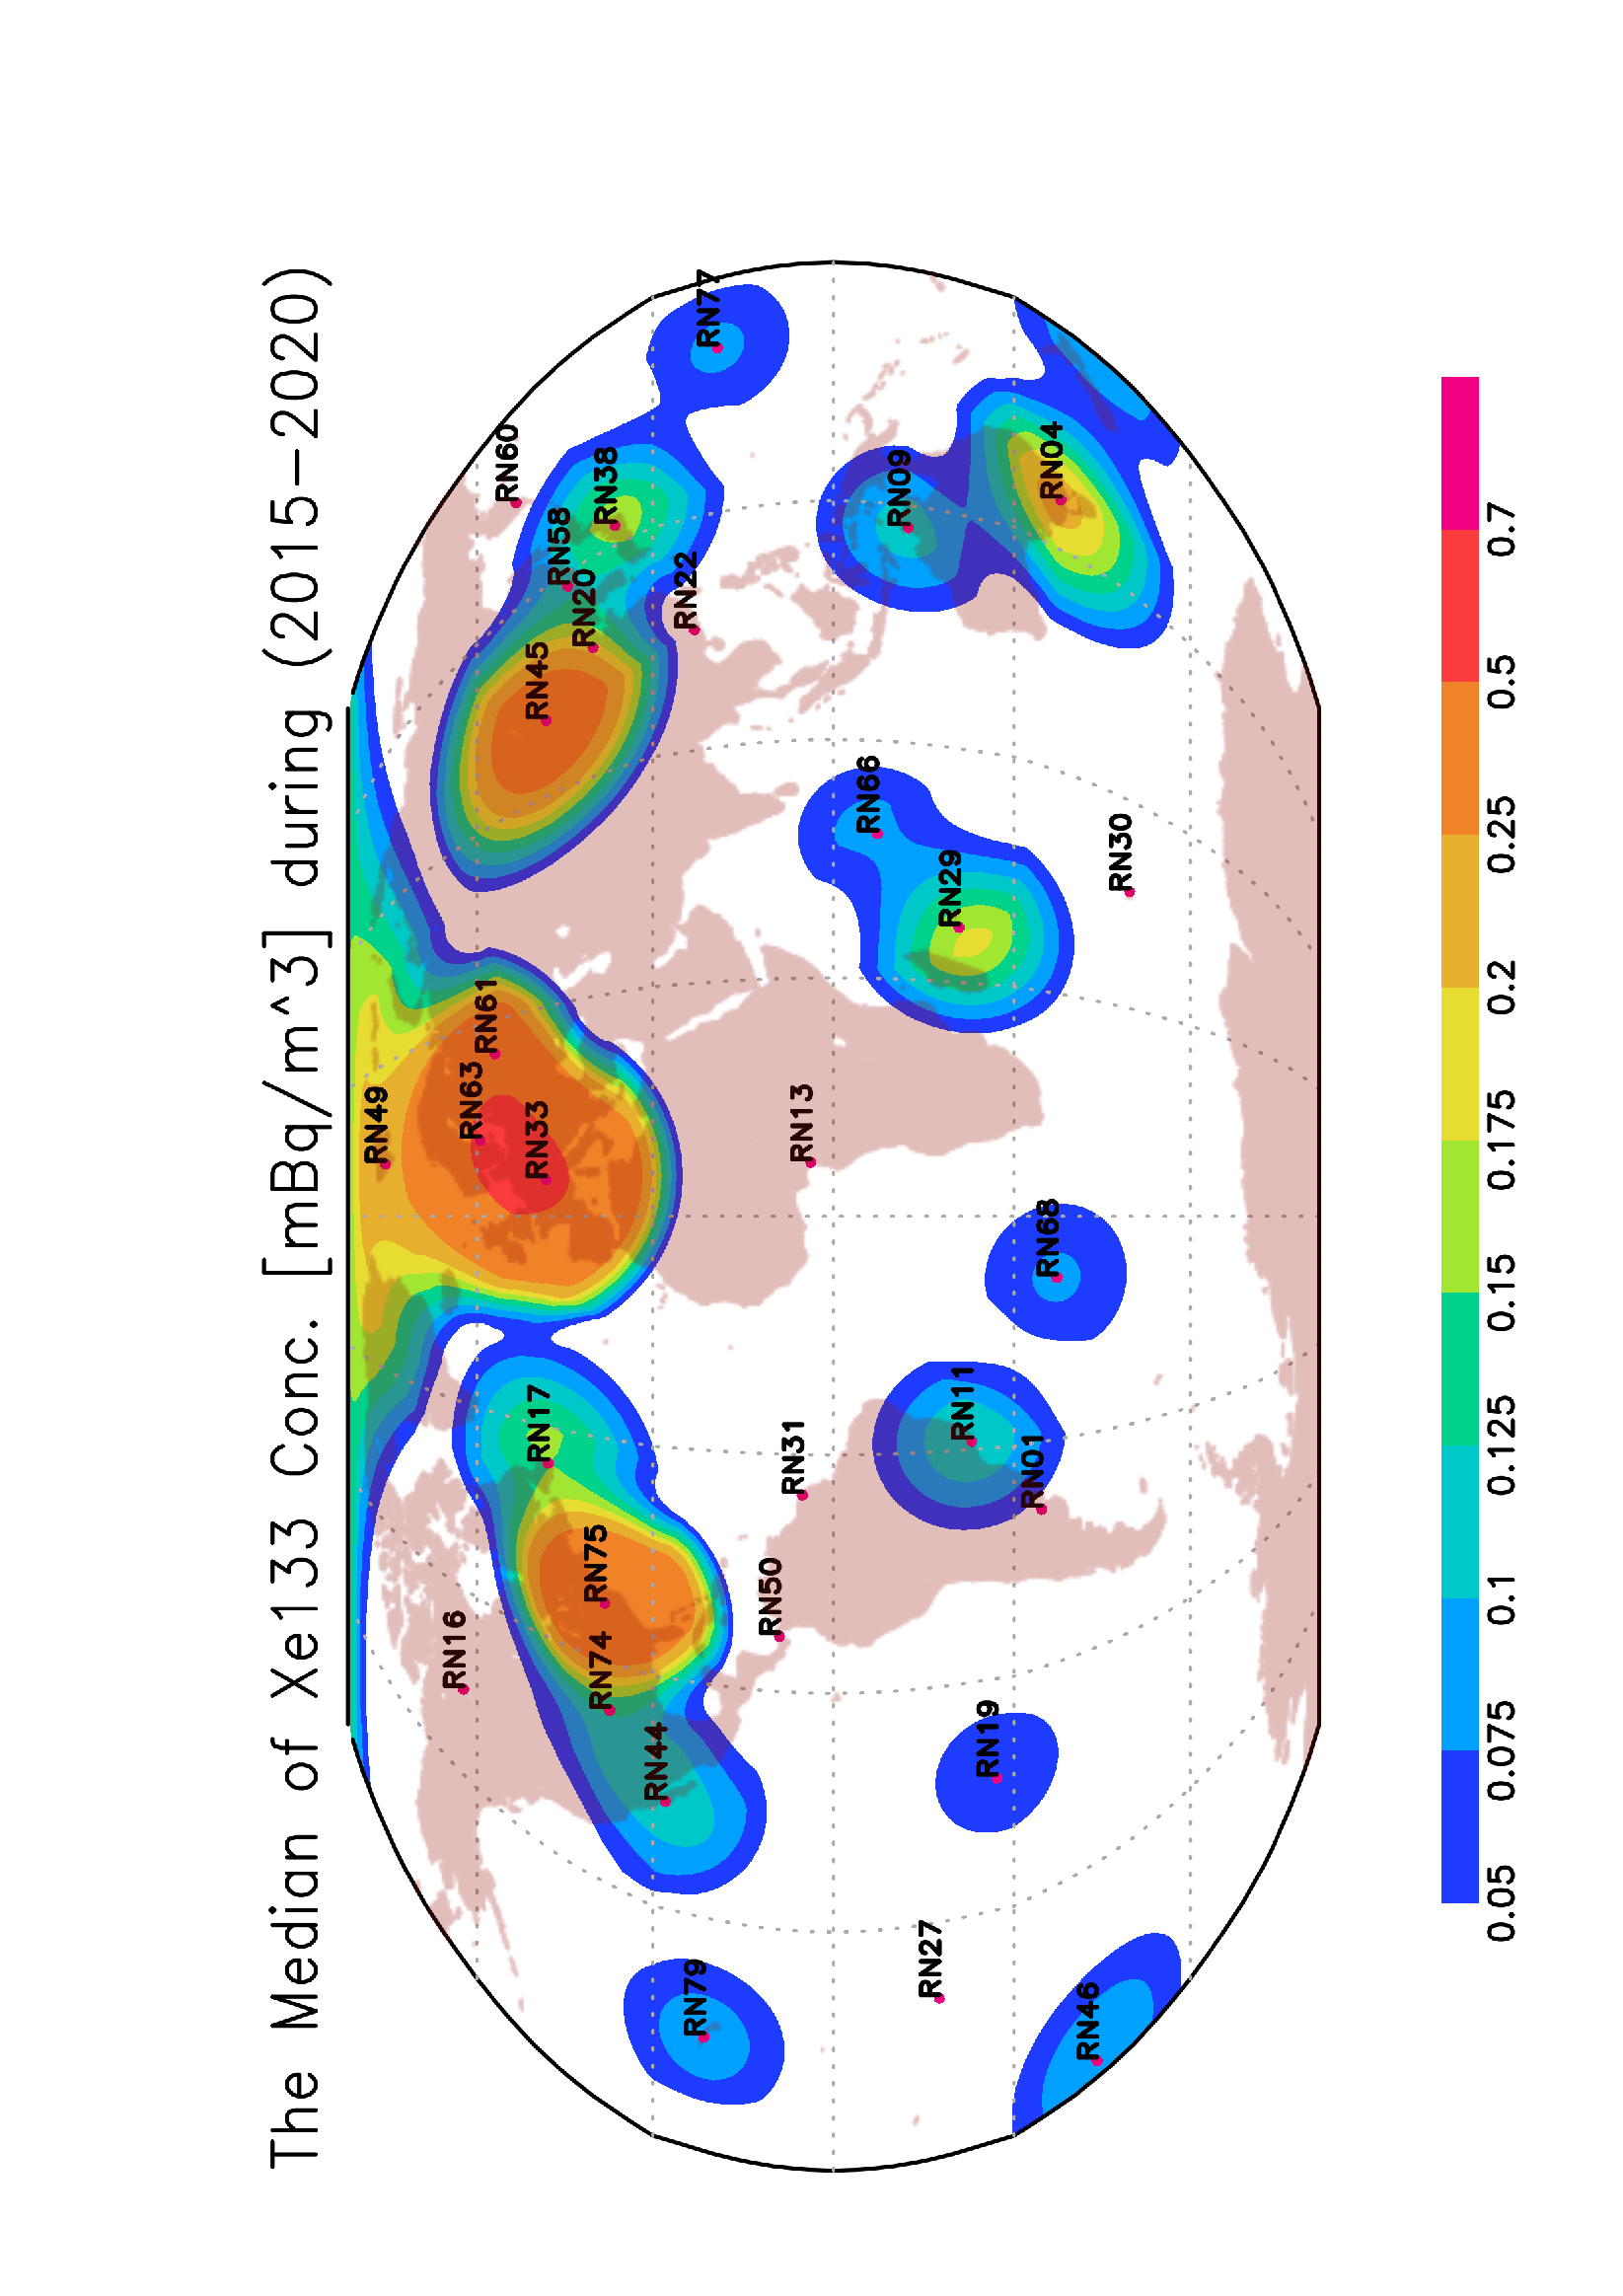 The Median of Xe133 Conc. [mBq/m^3] during (2015-2020)
RN49
RN16
RN63
RN61
RN60
RN17
RN33
RN45
RN58
RN20
RN38
RN75
RN74
RN44
RN22
RN79
RN77
RN50
RN31
RN13
RN66
RN09
RN27
RN29
RN11
RN19
RN01
RN68
RN04
RN46
RN30
0.05 0.075 0.1 0.125 0.15 0.175 0.2 0.25 0.5 0.7